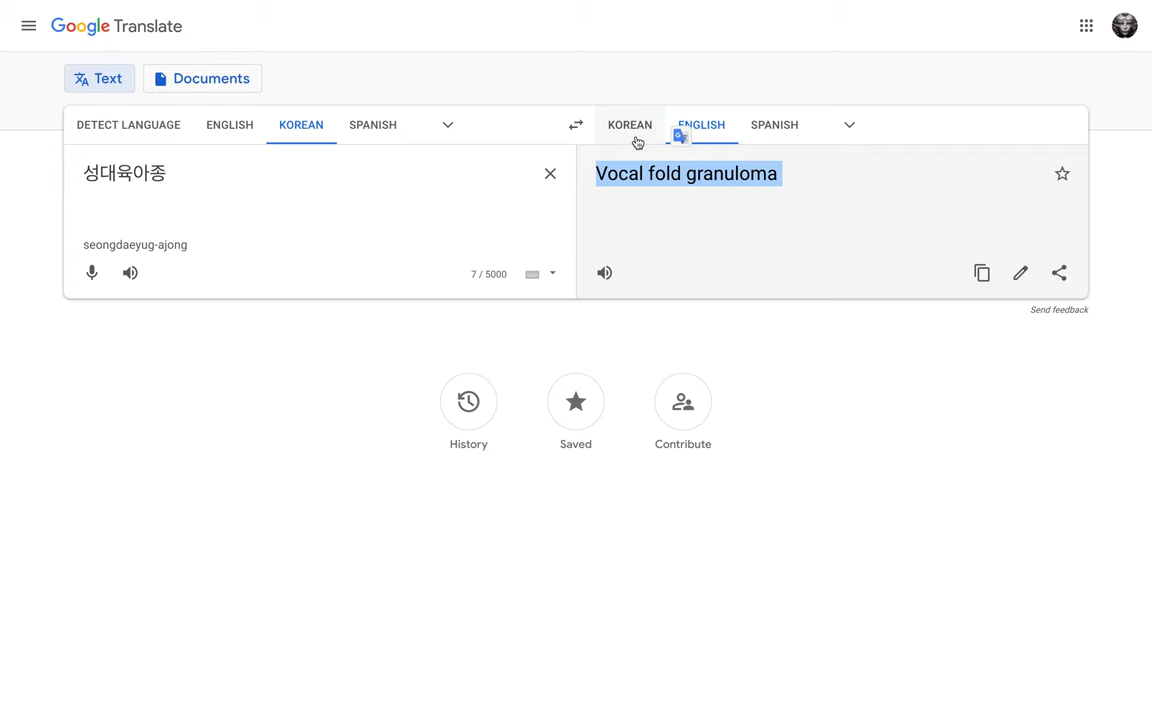 Google Translate
Text
Documents
DETECT LANGUAGE
ENGLISH
KOREAN
SPANISH
KOREAN
ENGLISH
SPANISH
성대육아종
Vocal fold granuloma
seongdaeyug-ajong
7 / 5000
Send feedback
History
Saved
Contribute